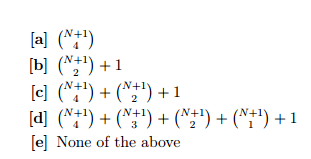 [a] $\binom{N+1}{4}$
[b] $\binom{N+1}{2} + 1$
[c] $\binom{N+1}{4} + \binom{N+1}{2} + 1$
[d] $\binom{N+1}{4} + \binom{N+1}{3} + \binom{N+1}{2} + \binom{N+1}{1} + 1$
[e] None of the above